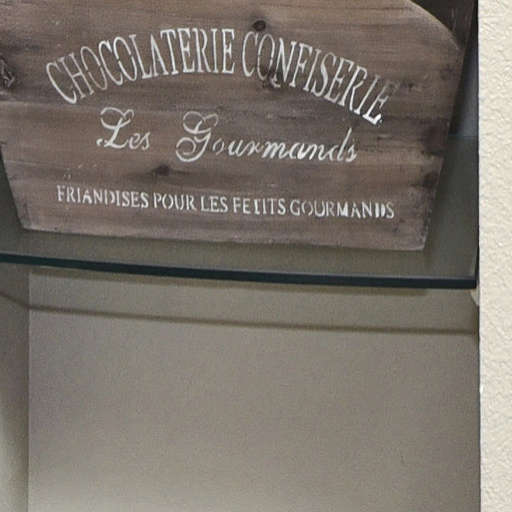 CHOCOLATERIE CONFISERIE
Les Gourmands
FRIANDISES POUR LES PETITS GOURMANDS